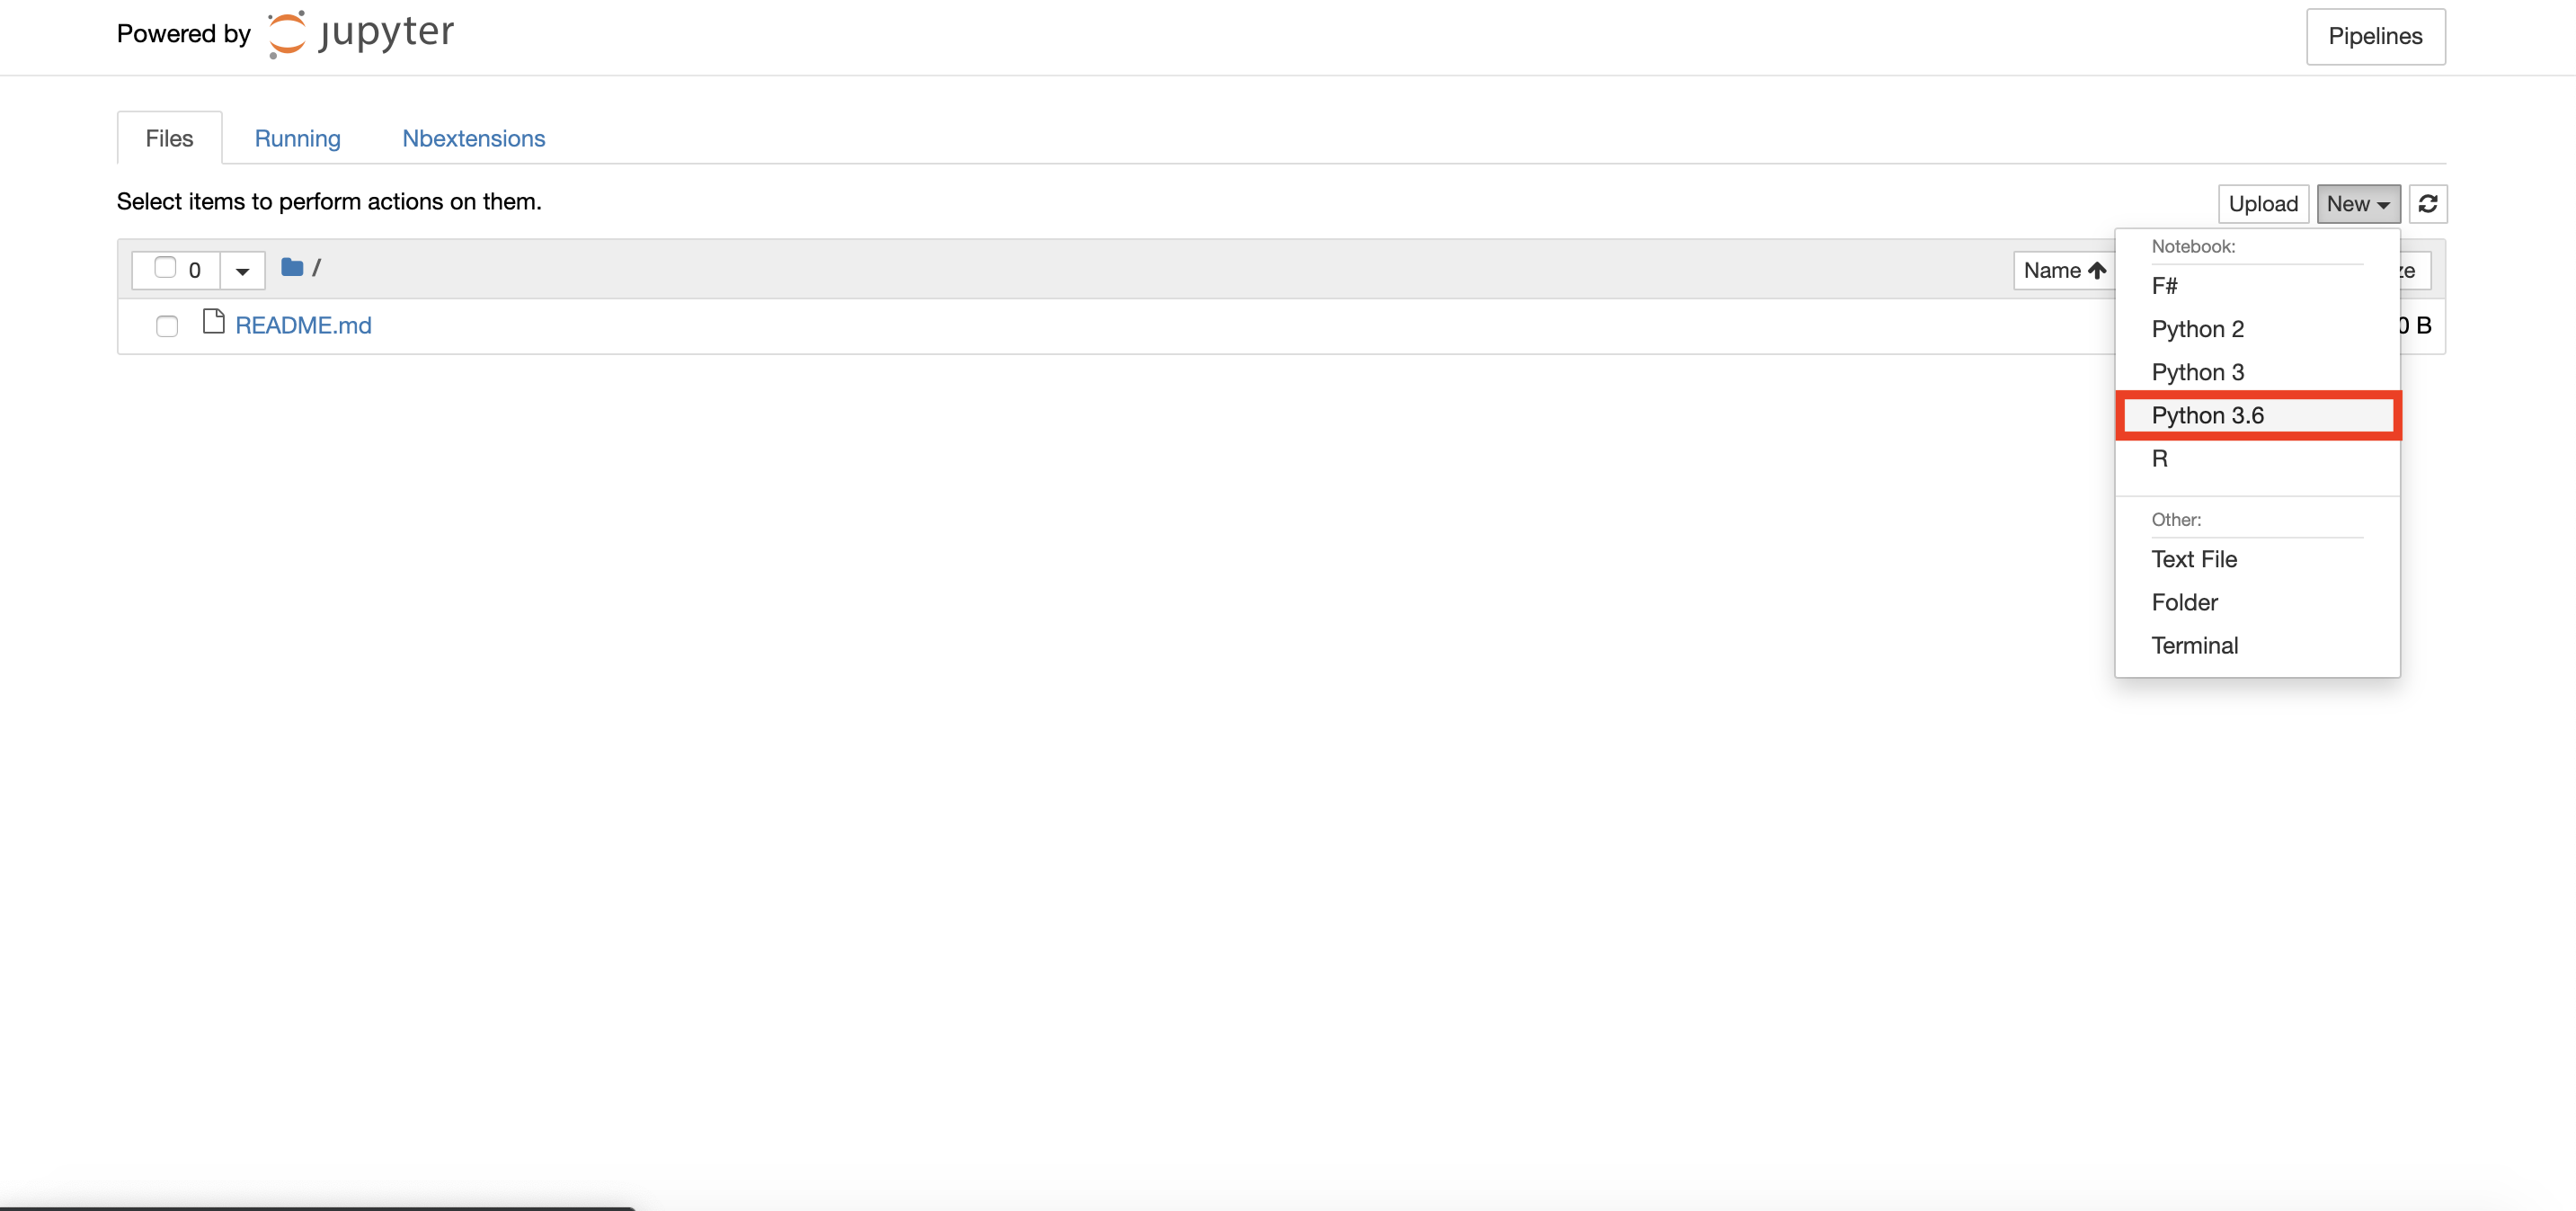 Powered by jupyter
Pipelines
Files Running Nbextensions
Select items to perform actions on them.
Upload New
0 /
Name
ze
README.md
0 B
Notebook:
F#
Python 2
Python 3
Python 3.6
R
Other:
Text File
Folder
Terminal